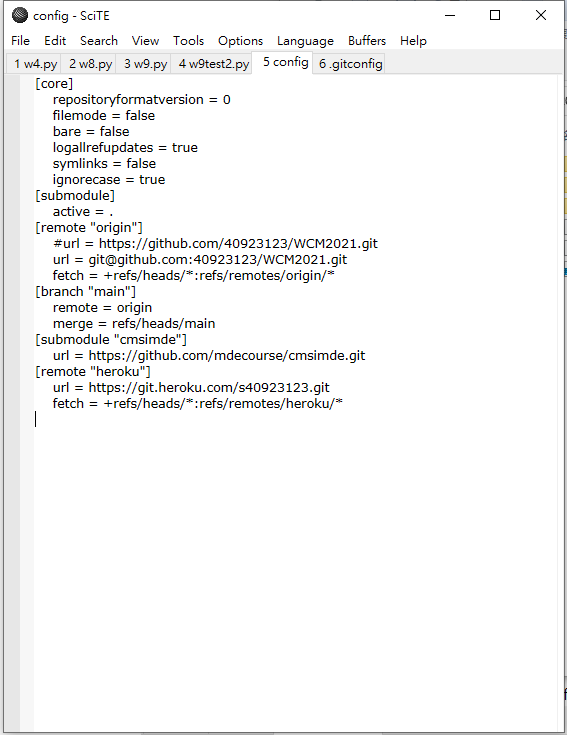 config - SciTE
File Edit Search View Tools Options Language Buffers Help
1 w4.py 2 w8.py 3 w9.py 4 w9test2.py 5 config 6 .gitconfig
[core]
repositoryformatversion = 0
filemode = false
bare = false
logallrefupdates = true
symlinks = false
ignorecase = true
[submodule]
active = .
[remote "origin"]
#url = https://github.com/40923123/WCM2021.git
url = git@github.com:40923123/WCM2021.git
fetch = +refs/heads/*:refs/remotes/origin/*
[branch "main"]
remote = origin
merge = refs/heads/main
[submodule "cmsimde"]
url = https://github.com/mdecourse/cmsimde.git
[remote "heroku"]
url = https://git.heroku.com/s40923123.git
fetch = +refs/heads/*:refs/remotes/heroku/*